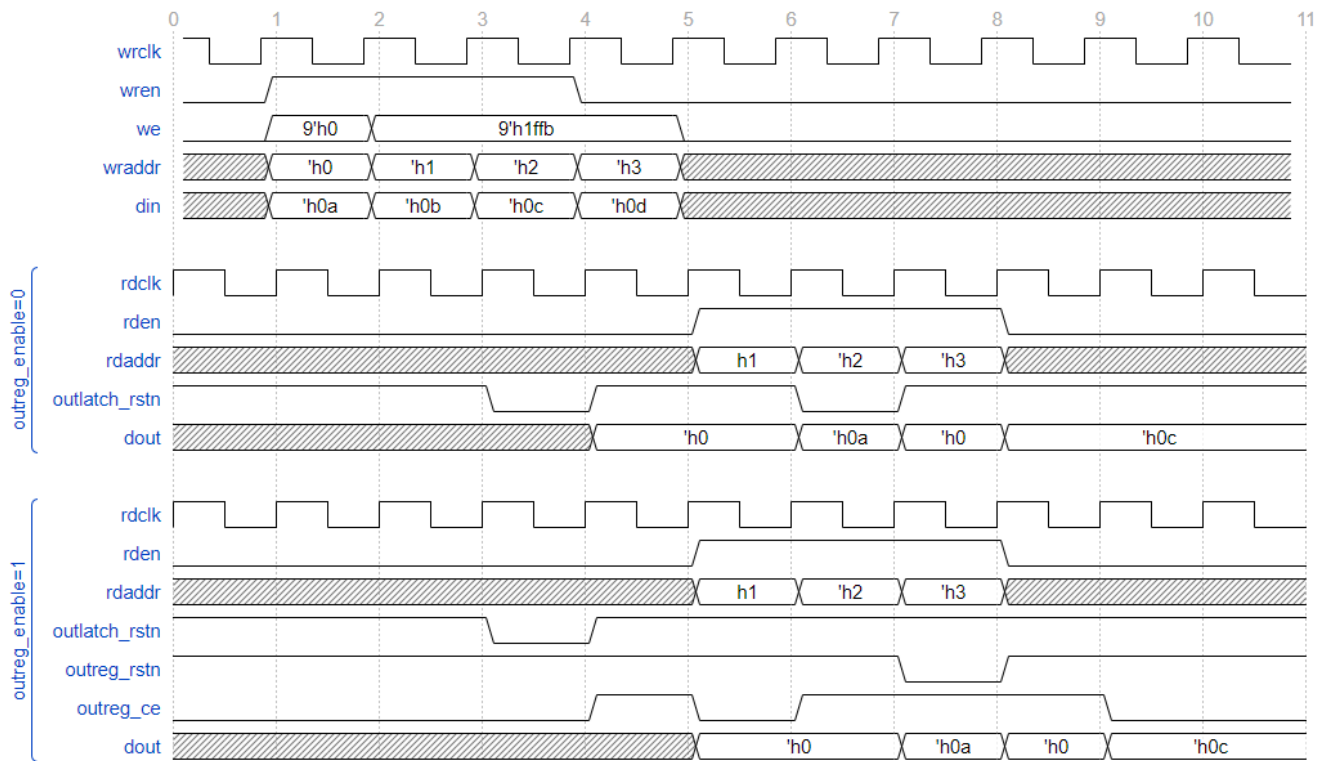 0 1 2 3 4 5 6 7 8 9 10 11
wrclk
wren
we 9'h0 9'h1ffb
wraddr 'h0 'h1 'h2 'h3
din 'h0a 'h0b 'h0c 'h0d
outreg_enable=0
rdclk
rden
rdaddr h1 'h2 'h3
outlatch_rstn
dout 'h0 'h0a 'h0 'h0c
outreg_enable=1
rdclk
rden
rdaddr h1 'h2 'h3
outlatch_rstn
outreg_rstn
outreg_ce
dout 'h0 'h0a 'h0 'h0c